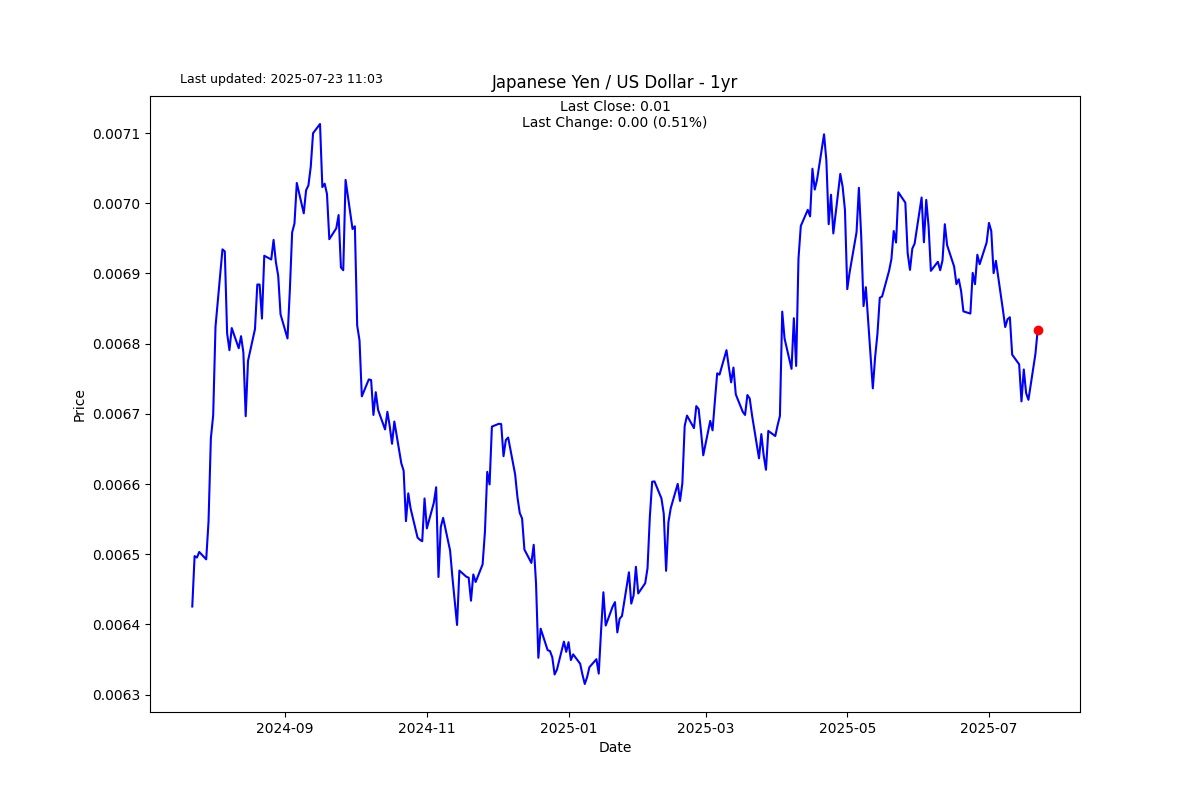 Last updated: 2025-07-23 11:03
Japanese Yen / US Dollar - 1yr
Last Close: 0.01
Last Change: 0.00 (0.51%)
0.0071
0.0070
0.0069
0.0068
0.0067
0.0066
0.0065
0.0064
0.0063
Price
2024-09
2024-11
2025-01
2025-03
2025-05
2025-07
Date